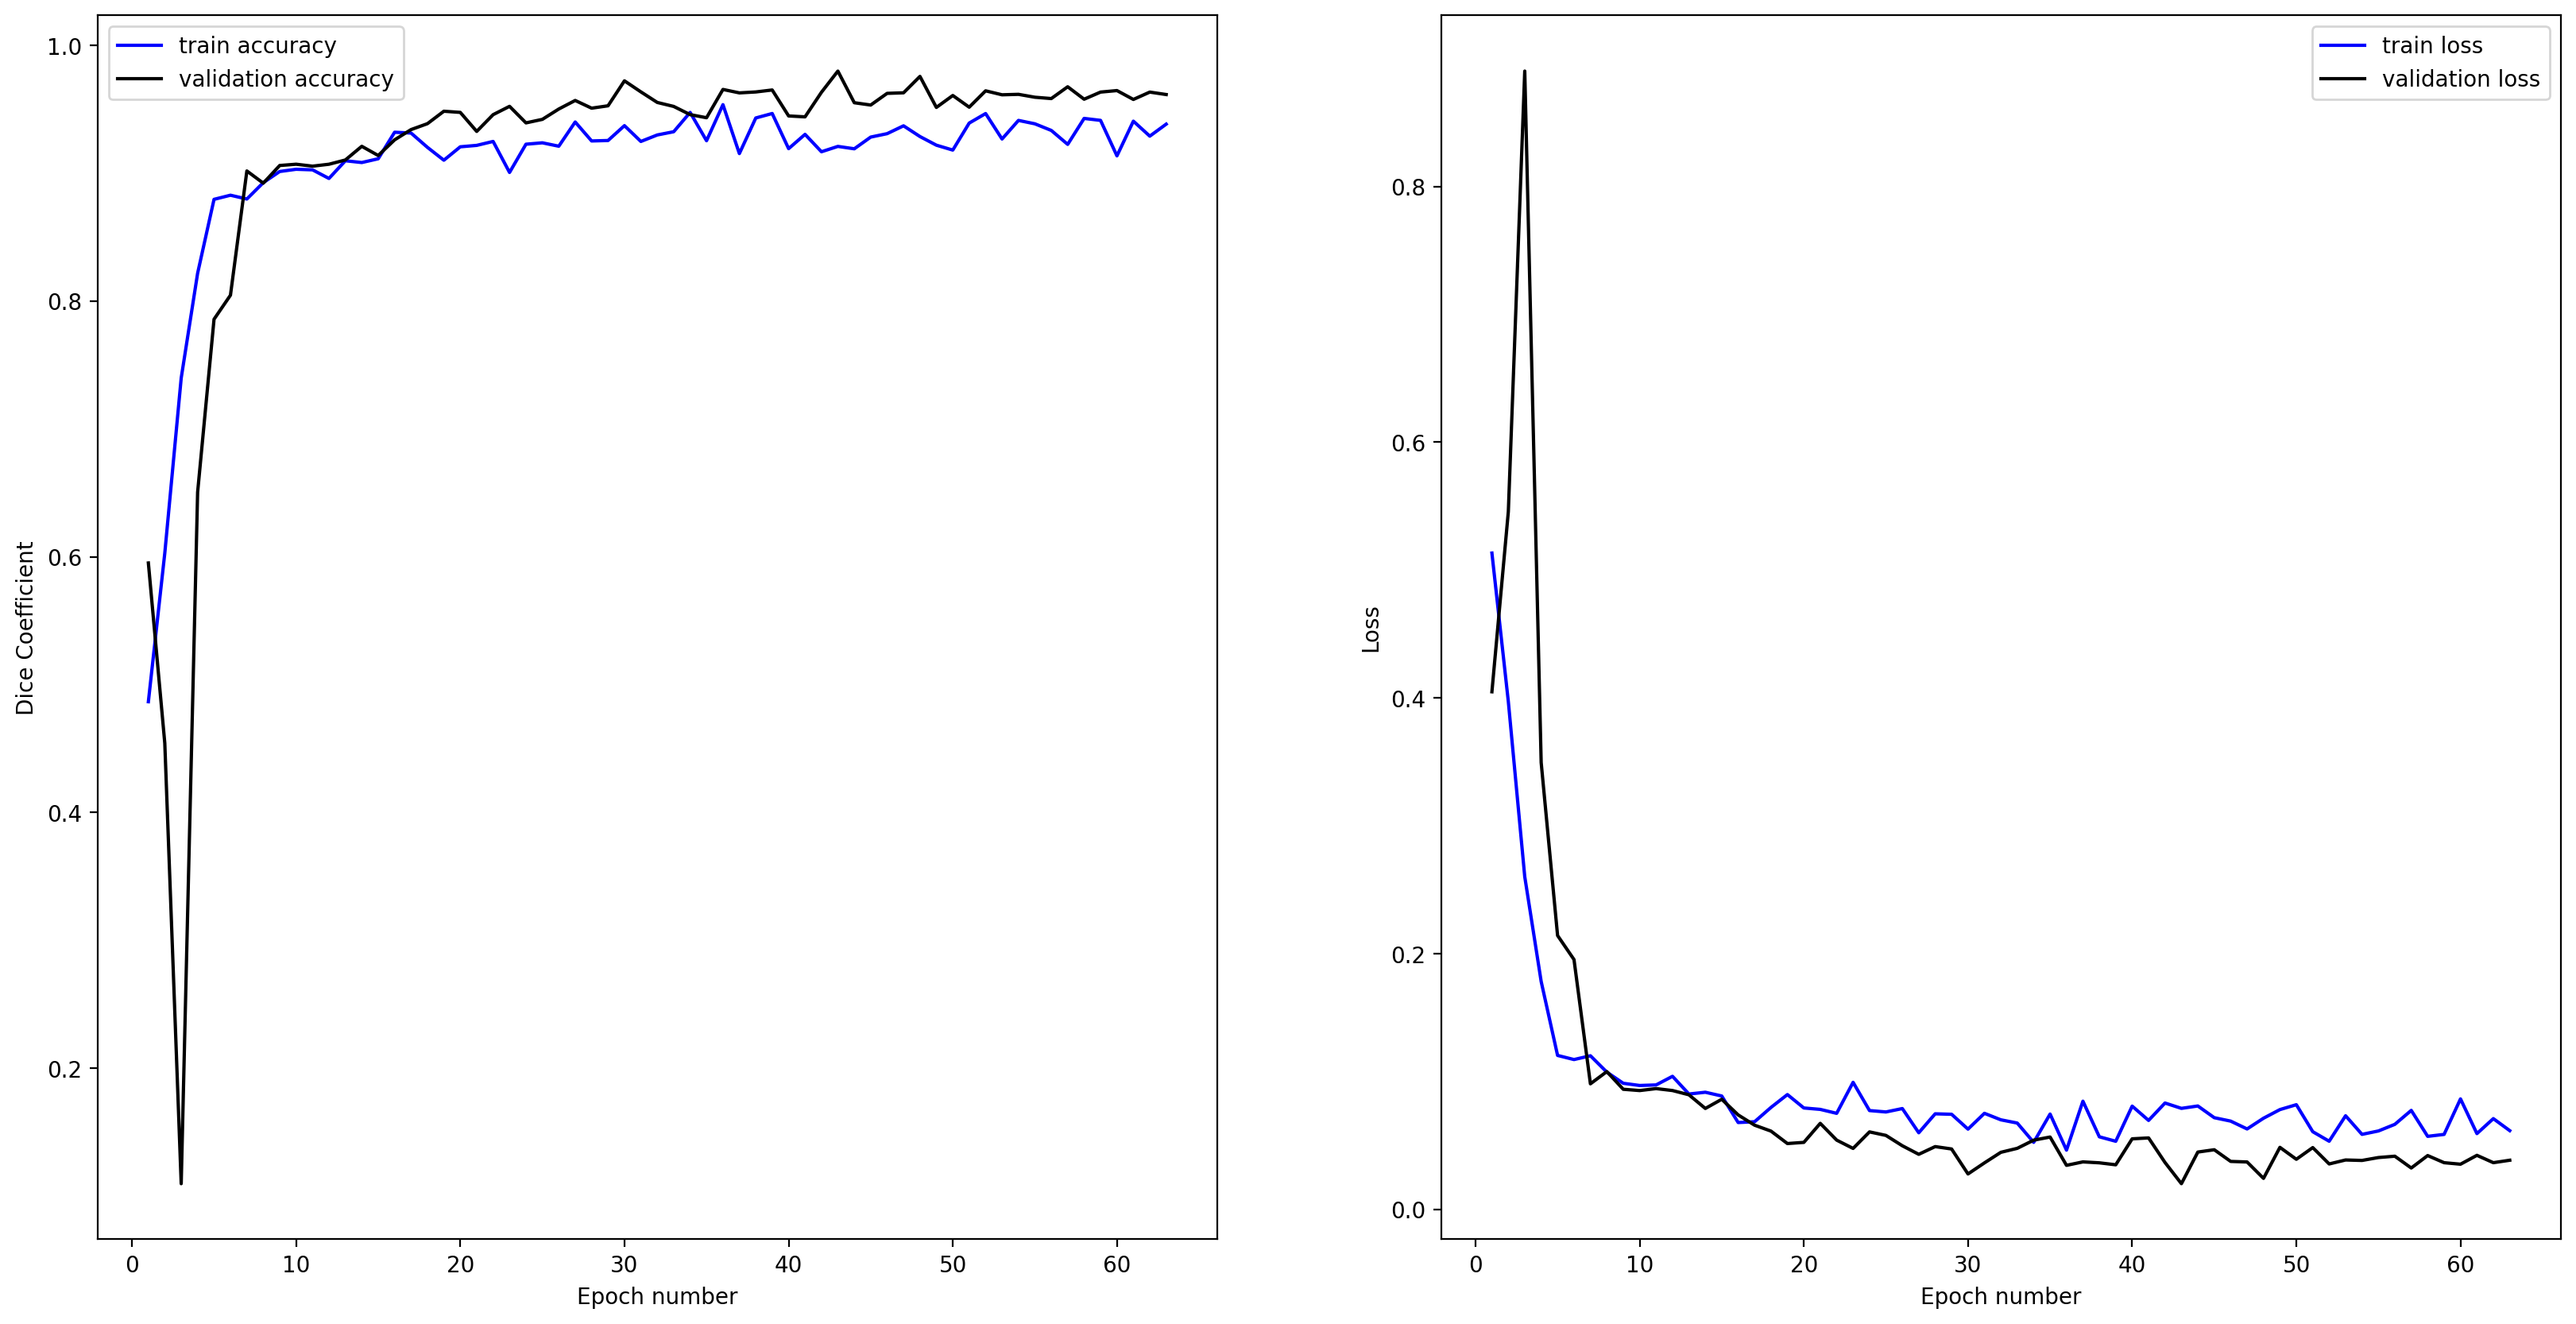 train accuracy
validation accuracy
1.0
0.8
0.6
0.4
0.2
Dice Coefficient
0 10 20 30 40 50 60
Epoch number
train loss
validation loss
0.8
0.6
0.4
0.2
0.0
Loss
0 10 20 30 40 50 60
Epoch number